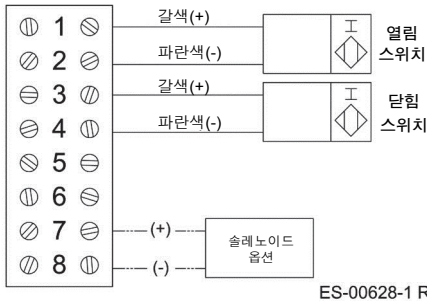 1 갈색(+)
열림
2 파란색(-)
스위치
3 갈색(+)
닫힘
4 파란색(-)
스위치
5
6
7 (+)
솔레노이드
옵션
8 (-)
ES-00628-1 R